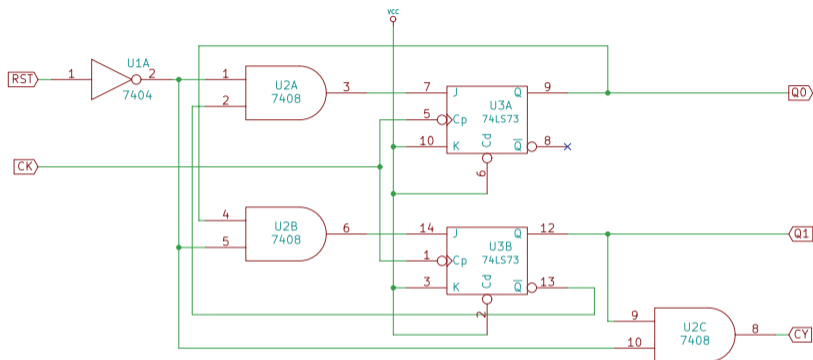 VCC
U1A
RST 1 2
7404
1
U2A
7408
2
3
7 J Q 9 Q0
U3A
5 Cp 74LS73
10 K Cd Q 8
6
CK
4
U2B
7408
5
6
14 J Q 12 Q1
U3B
1 Cp 74LS73
3 K Cd Q 13
2
9
U2C
7408
10
8 CY